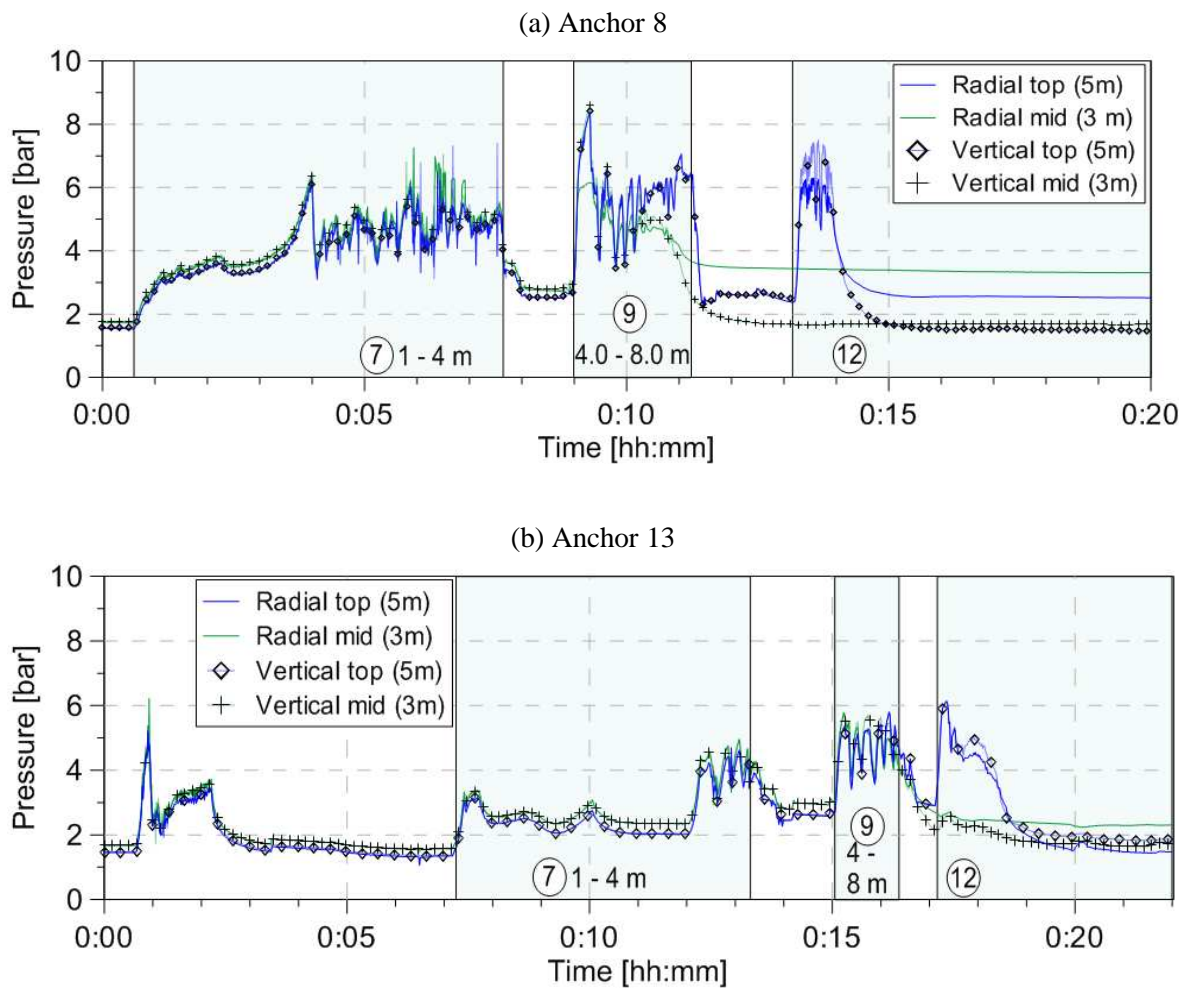 (a) Anchor 8
10
8
6
4
2
0
Pressure [bar]
Radial top (5m)
Radial mid (3 m)
Vertical top (5m)
Vertical mid (3m)
7 1 - 4 m
9
4.0 - 8.0 m
12
0:00 0:05 0:10 0:15 0:20
Time [hh:mm]
(b) Anchor 13
10
8
6
4
2
0
Pressure [bar]
Radial top (5m)
Radial mid (3m)
Vertical top (5m)
Vertical mid (3m)
7 1 - 4 m
9
4 -
8 m
12
0:00 0:05 0:10 0:15 0:20
Time [hh:mm]